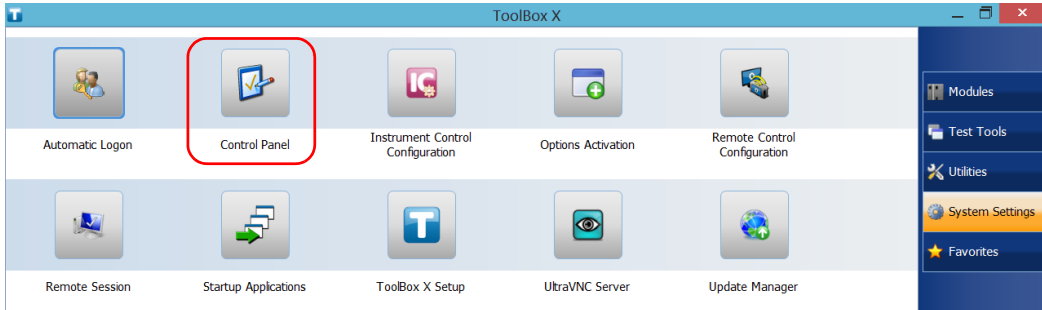 ToolBox X
Automatic Logon
Control Panel
Instrument Control
Configuration
Options Activation
Remote Control
Configuration
Remote Session
Startup Applications
ToolBox X Setup
UltraVNC Server
Update Manager
Modules
Test Tools
Utilities
System Settings
Favorites